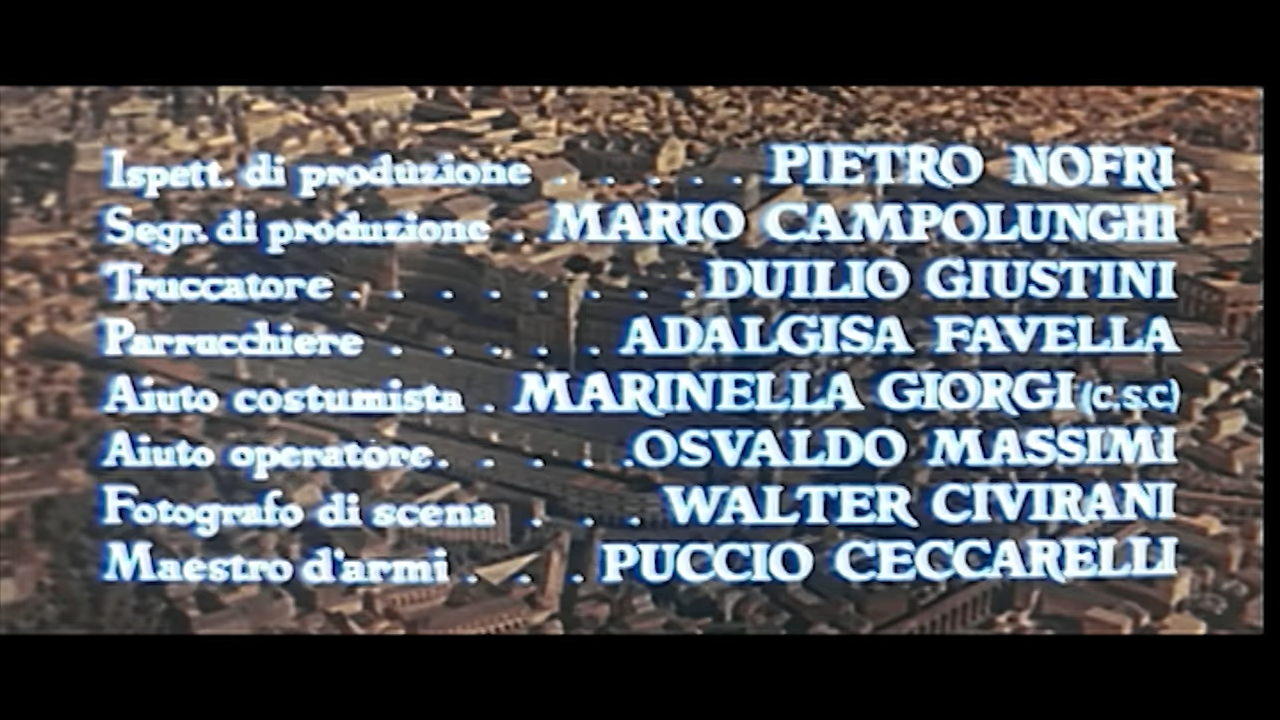 Ispett. di produzione . . . . . PIETRO NOFRI
Segr. di produzione . MARIO CAMPOLUNGHI
Truccatore . . . . . . . . DUILIO GIUSTINI
Parrucchiere . . . . . ADALGISA FAVELLA
Aiuto costumista . MARINELLA GIORGI (C.S.C)
Aiuto operatore. . . . . OSVALDO MASSIMI
Fotografo di scena . . . WALTER CIVIRANI
Maestro d'armi . . . PUCCIO CECCARELLI